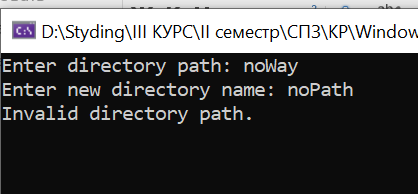 D:\Styding\III КУРС\II семестр\СПЗ\КР\Window
Enter directory path: noWay
Enter new directory name: noPath
Invalid directory path.